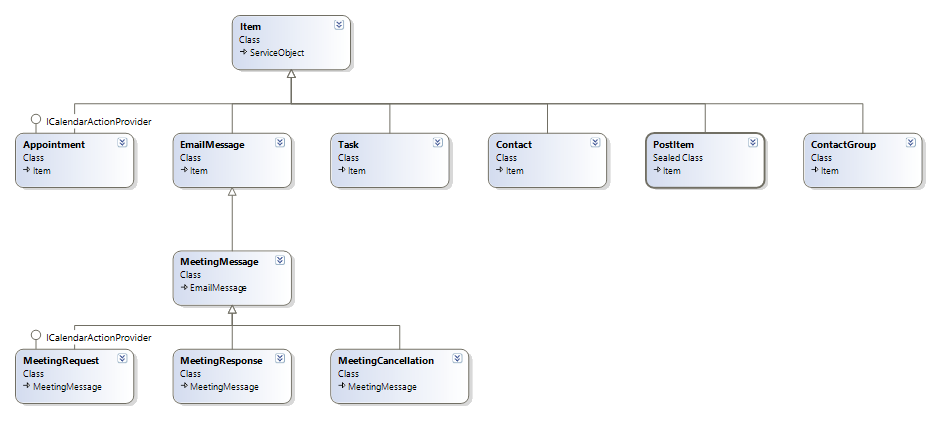 Item
Class
ServiceObject
ICalendarActionProvider
Appointment
Class
Item
EmailMessage
Class
Item
Task
Class
Item
Contact
Class
Item
PostItem
Sealed Class
Item
ContactGroup
Class
Item
MeetingMessage
Class
EmailMessage
ICalendarActionProvider
MeetingRequest
Class
MeetingMessage
MeetingResponse
Class
MeetingMessage
MeetingCancellation
Class
MeetingMessage